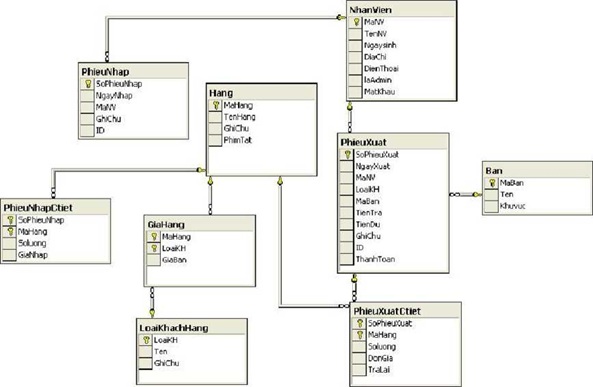 NhanVien
MaNV
TenNV
Ngaysinh
DiaChi
DienThoai
laAdmin
MatKhau
PhieuNhap
SoPhieuNhap
NgayNhap
MaNV
GhiChu
ID
Hang
MaHang
TenHang
GhiChu
PhimTat
PhieuXuat
SoPhieuXuat
NgayXuat
MaNV
LoaiKH
MaBan
TienTra
TienDu
GhiChu
ID
ThanhToan
Ban
MaBan
Ten
Khuvuc
PhieuNhapCtiet
SoPhieuNhap
MaHang
Soluong
GiaNhap
GiaHang
MaHang
LoaiKH
GiaBan
LoaiKhachHang
LoaiKH
Ten
GhiChu
PhieuXuatCtiet
SoPhieuXuat
MaHang
Soluong
DonGia
TraLai